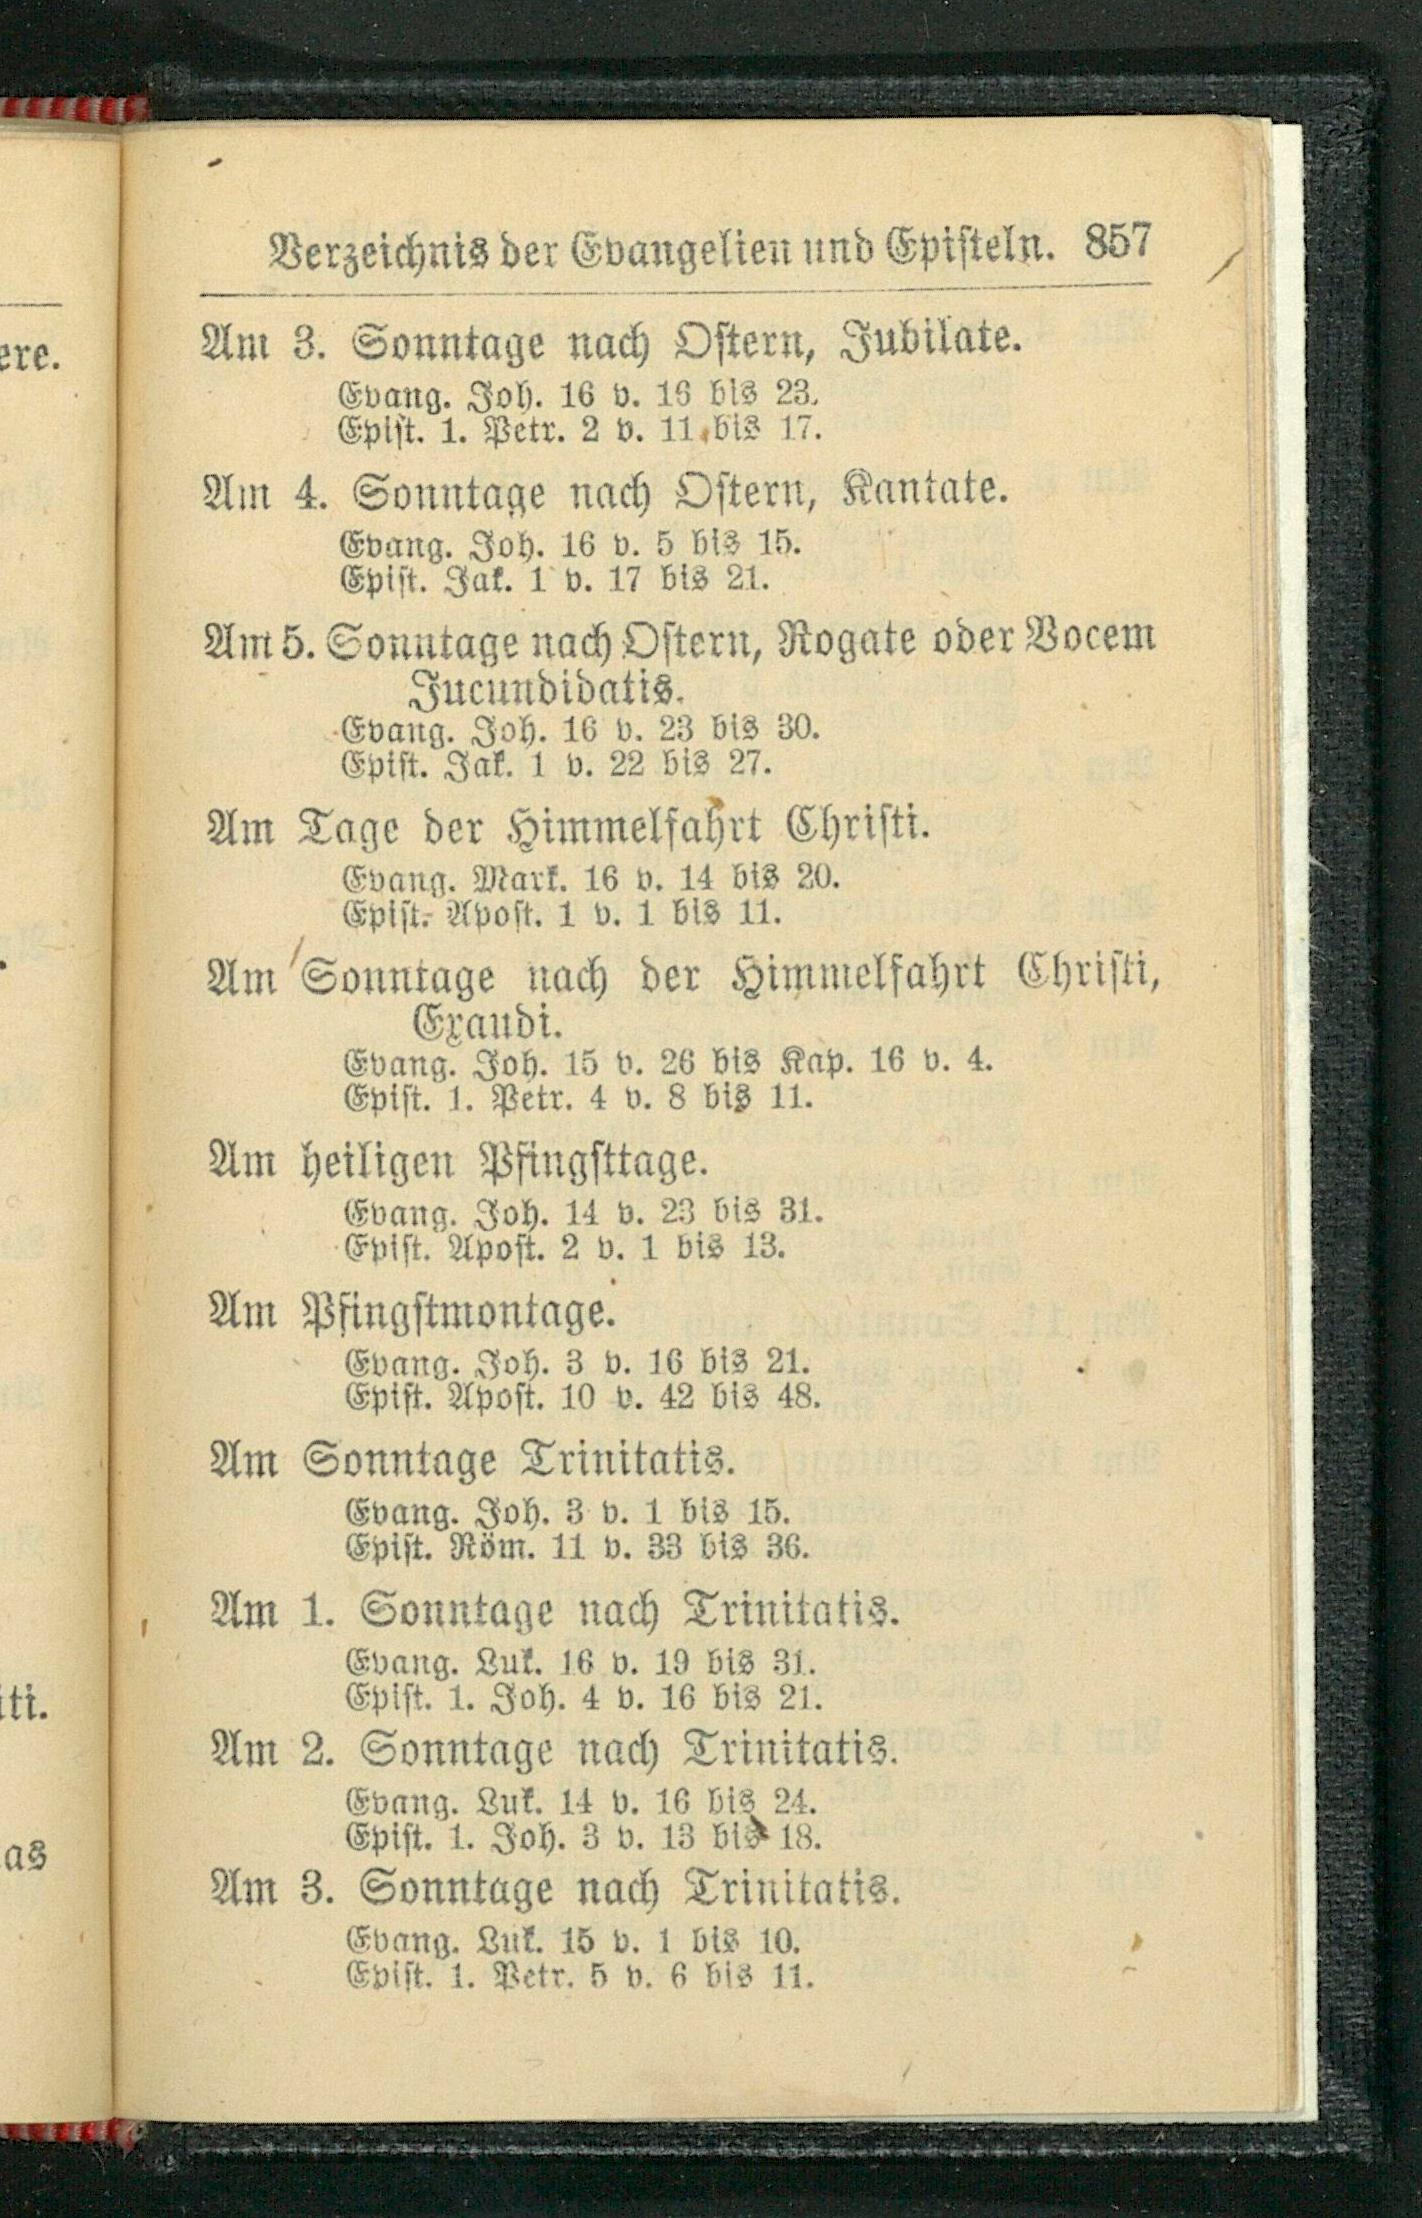 Verzeichnis der Evangelien und Episteln. 857
Am 3. Sonntage nach Ostern, Jubilate.
Evang. Joh. 16 v. 16 bis 23.
Epist. 1. Petr. 2 v. 11 bis 17.
Am 4. Sonntage nach Ostern, Kantate.
Evang. Joh. 16 v. 5 bis 15.
Epist. Jak. 1 v. 17 bis 21.
Am 5. Sonntage nach Ostern, Rogate oder Vocem
Jucundidatis.
Evang. Joh. 16 v. 23 bis 30.
Epist. Jak. 1 v. 22 bis 27.
Am Tage der Himmelfahrt Christi.
Evang. Mark. 16 v. 14 bis 20.
Epist. Apost. 1 v. 1 bis 11.
Am Sonntage nach der Himmelfahrt Christi,
Exaudi.
Evang. Joh. 15 v. 26 bis Kap. 16 v. 4.
Epist. 1. Petr. 4 v. 8 bis 11.
Am heiligen Pfingsttage.
Evang. Joh. 14 v. 23 bis 31.
Epist. Apost. 2 v. 1 bis 13.
Am Pfingstmontage.
Evang. Joh. 3 v. 16 bis 21.
Epist. Apost. 10 v. 42 bis 48.
Am Sonntage Trinitatis.
Evang. Joh. 3 v. 1 bis 15.
Epist. Röm. 11 v. 33 bis 36.
Am 1. Sonntage nach Trinitatis.
Evang. Luk. 16 v. 19 bis 31.
Epist. 1. Joh. 4 v. 16 bis 21.
Am 2. Sonntage nach Trinitatis.
Evang. Luk. 14 v. 16 bis 24.
Epist. 1. Joh. 3 v. 13 bis 18.
Am 3. Sonntage nach Trinitatis.
Evang. Luk. 15 v. 1 bis 10.
Epist. 1. Petr. 5 v. 6 bis 11.